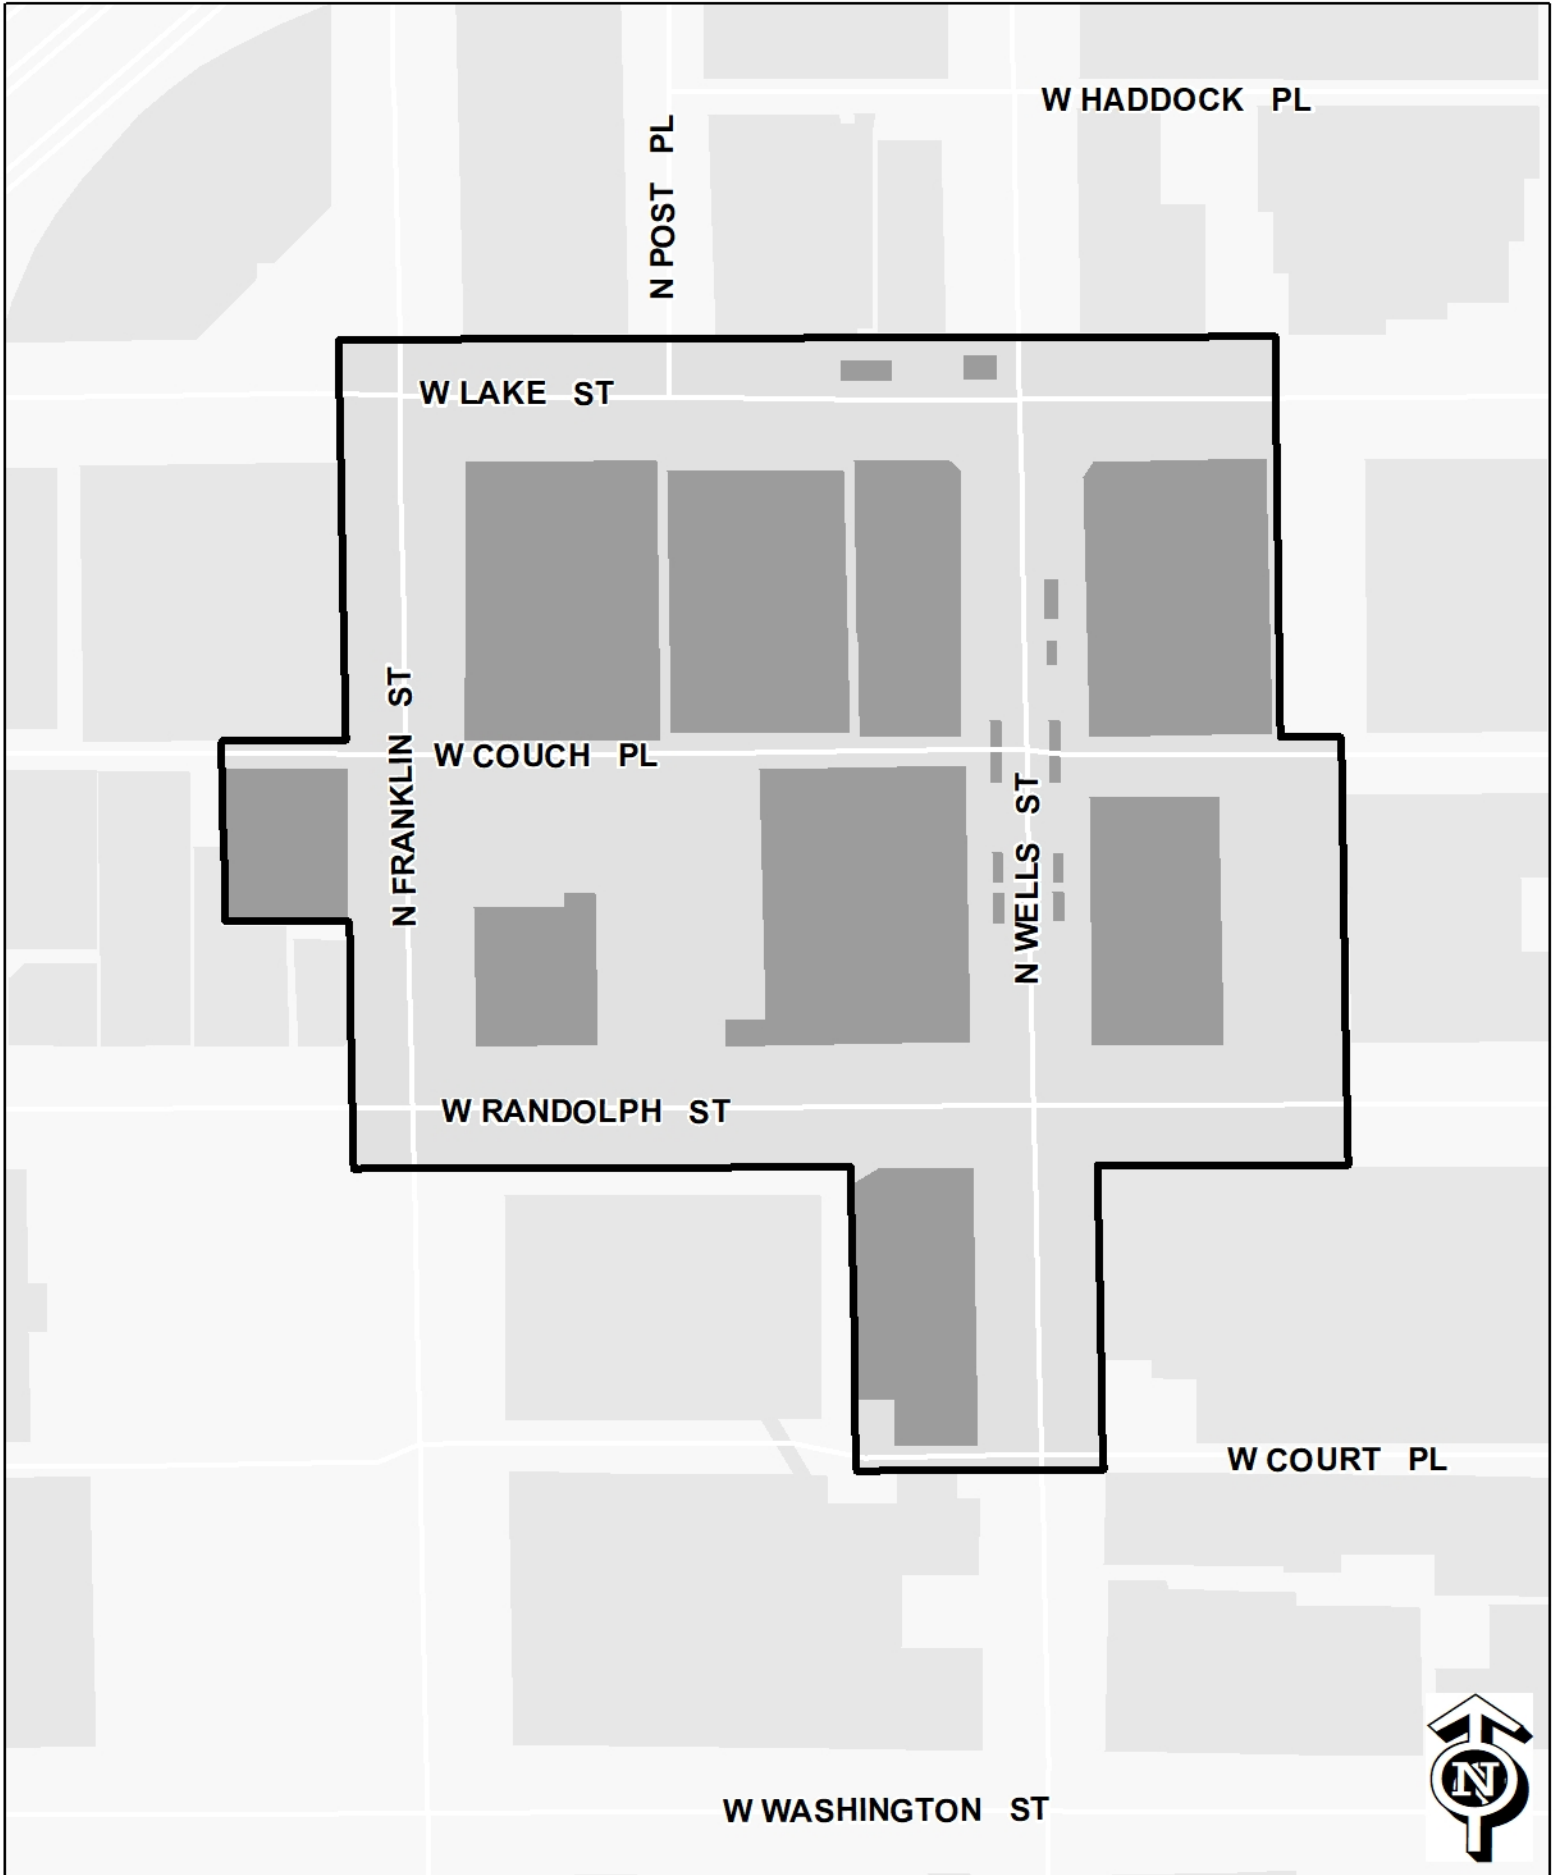 W HADDOCK PL
N POST PL
W LAKE ST
N FRANKLIN ST
W COUCH PL
N WELLS ST
W RANDOLPH ST
W COURT PL
N
W WASHINGTON ST